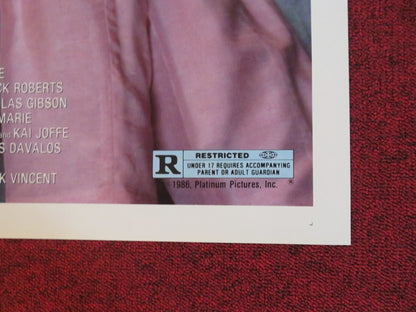 E
CK ROBERTS
LAS GIBSON
MARIE
and KAI JOFFE
S DAVALOS
K VINCENT
R RESTRICTED
UNDER 17 REQUIRES ACCOMPANYING
PARENT OR ADULT GUARDIAN
1986, Platinum Pictures, Inc.